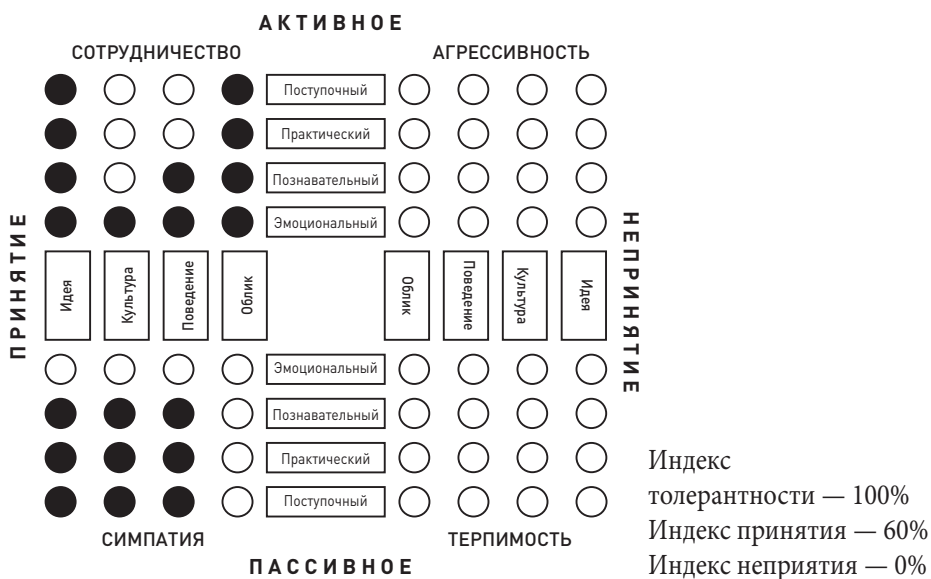 АКТИВНОЕ
СОТРУДНИЧЕСТВО
АГРЕССИВНОСТЬ
Поступочный
Практический
Познавательный
Эмоциональный
ПРИНЯТИЕ
Идея
Культура
Поведение
Облик
Облик
Поведение
Культура
Идея
НЕПРИНЯТИЕ
Эмоциональный
Познавательный
Практический
Поступочный
СИМПАТИЯ
ТЕРПИМОСТЬ
ПАССИВНОЕ
Индекс
толерантности — 100%
Индекс принятия — 60%
Индекс неприятия — 0%